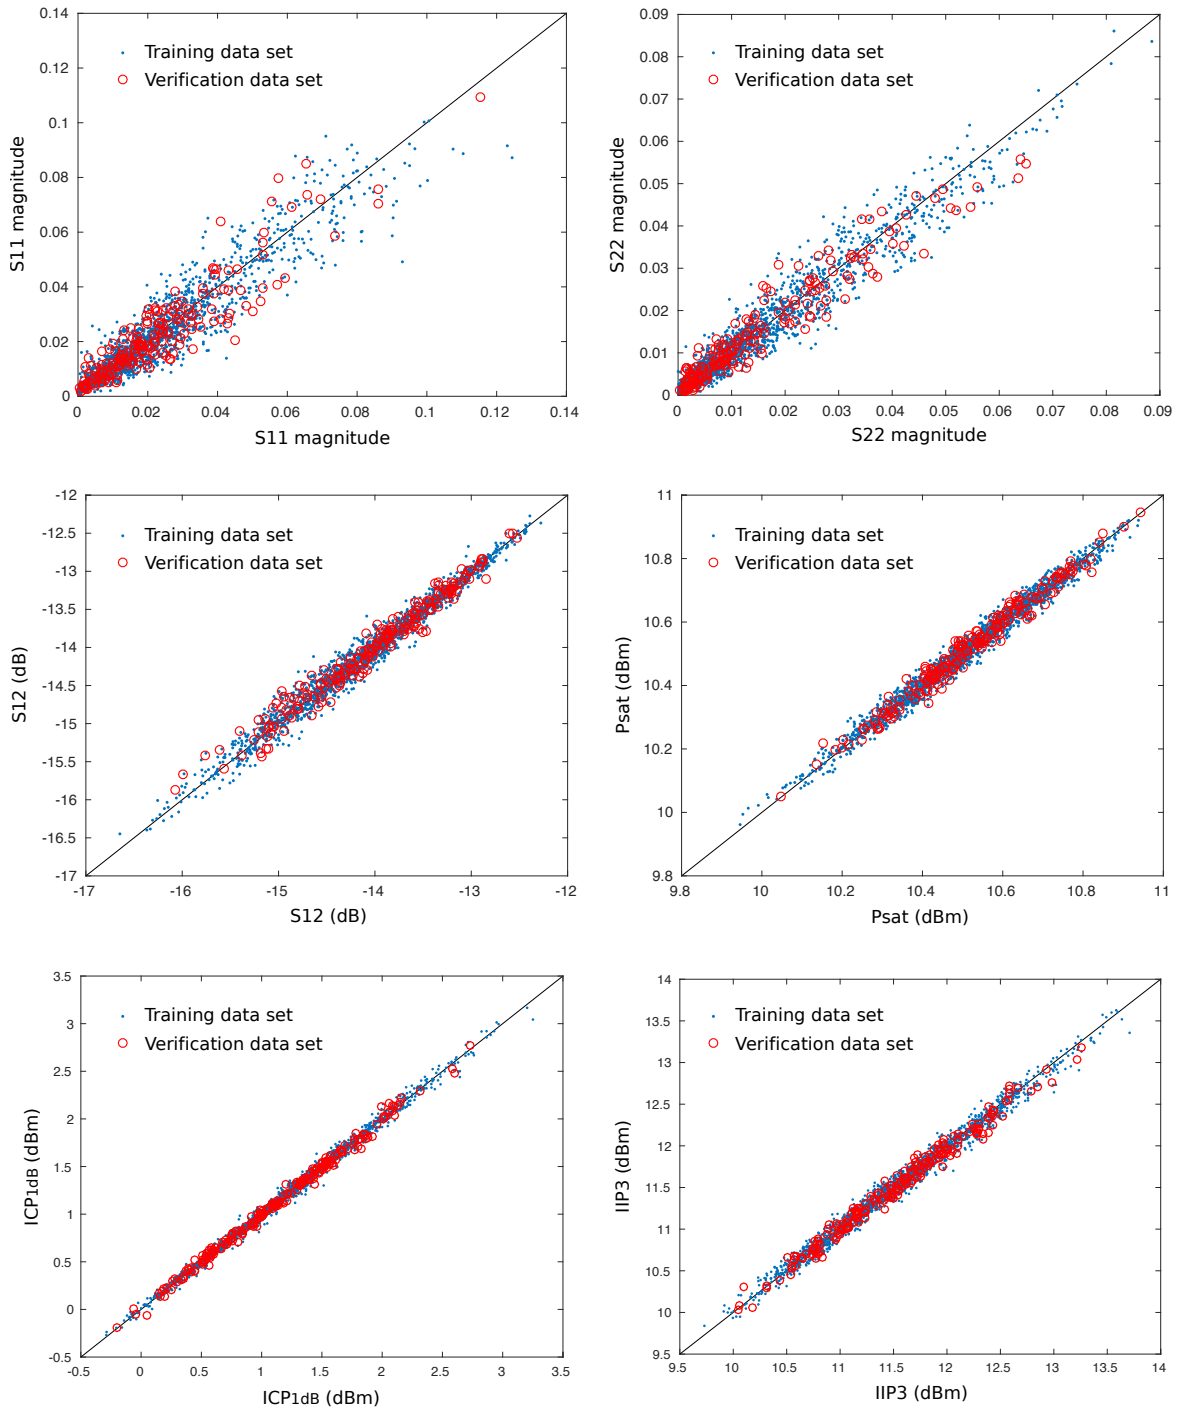 0.14
0.12
0.1
0.08
0.06
0.04
0.02
0
S11 magnitude
Training data set
Verification data set
0 0.02 0.04 0.06 0.08 0.1 0.12 0.14
S11 magnitude
0.09
0.08
0.07
0.06
0.05
0.04
0.03
0.02
0.01
0
S22 magnitude
Training data set
Verification data set
0 0.01 0.02 0.03 0.04 0.05 0.06 0.07 0.08 0.09
S22 magnitude
-12
-12.5
-13
-13.5
-14
-14.5
-15
-15.5
-16
-16.5
-17
S12 (dB)
Training data set
Verification data set
-17 -16 -15 -14 -13 -12
S12 (dB)
11
10.8
10.6
10.4
10.2
10
9.8
Psat (dBm)
Training data set
Verification data set
9.8 10 10.2 10.4 10.6 10.8 11
Psat (dBm)
3.5
3
2.5
2
1.5
1
0.5
0
-0.5
ICP1dB (dBm)
Training data set
Verification data set
-0.5 0 0.5 1 1.5 2 2.5 3 3.5
ICP1dB (dBm)
14
13.5
13
12.5
12
11.5
11
10.5
10
9.5
IIP3 (dBm)
Training data set
Verification data set
9.5 10 10.5 11 11.5 12 12.5 13 13.5 14
IIP3 (dBm)